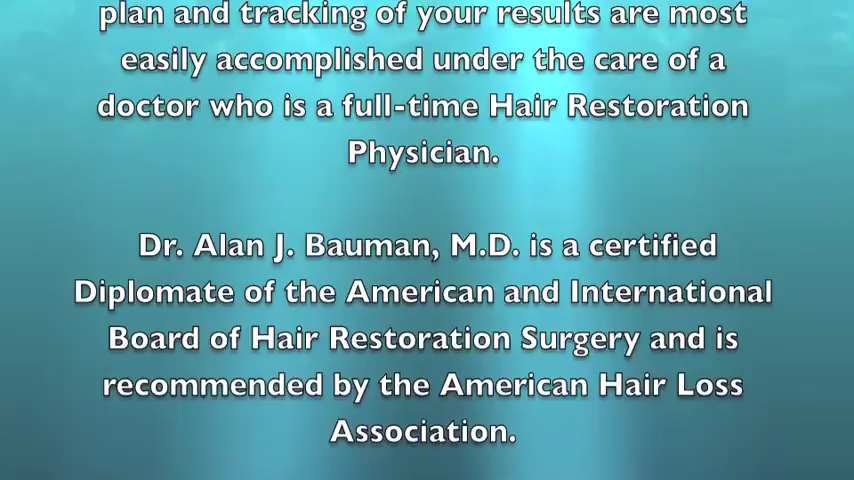 plan and tracking of your results are most
easily accomplished under the care of a
doctor who is a full-time Hair Restoration
Physician.
Dr. Alan J. Bauman, M.D. is a certified
Diplomate of the American and International
Board of Hair Restoration Surgery and is
recommended by the American Hair Loss
Association.